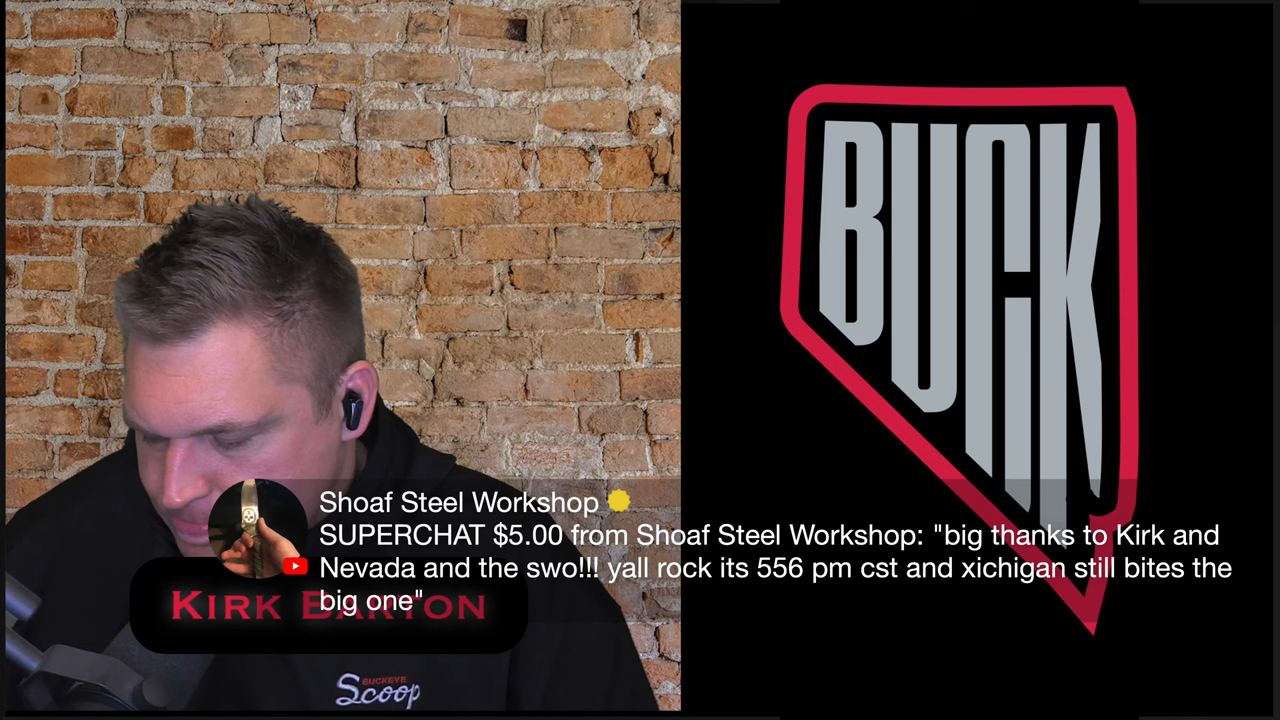 BUCK
Shoaf Steel Workshop
SUPERCHAT $5.00 from Shoaf Steel Workshop: "big thanks to Kirk and
Nevada and the swo!!! yall rock its 556 pm cst and xichigan still bites the
big one"
KIRK BARTON
BUCKEYE
Scoop